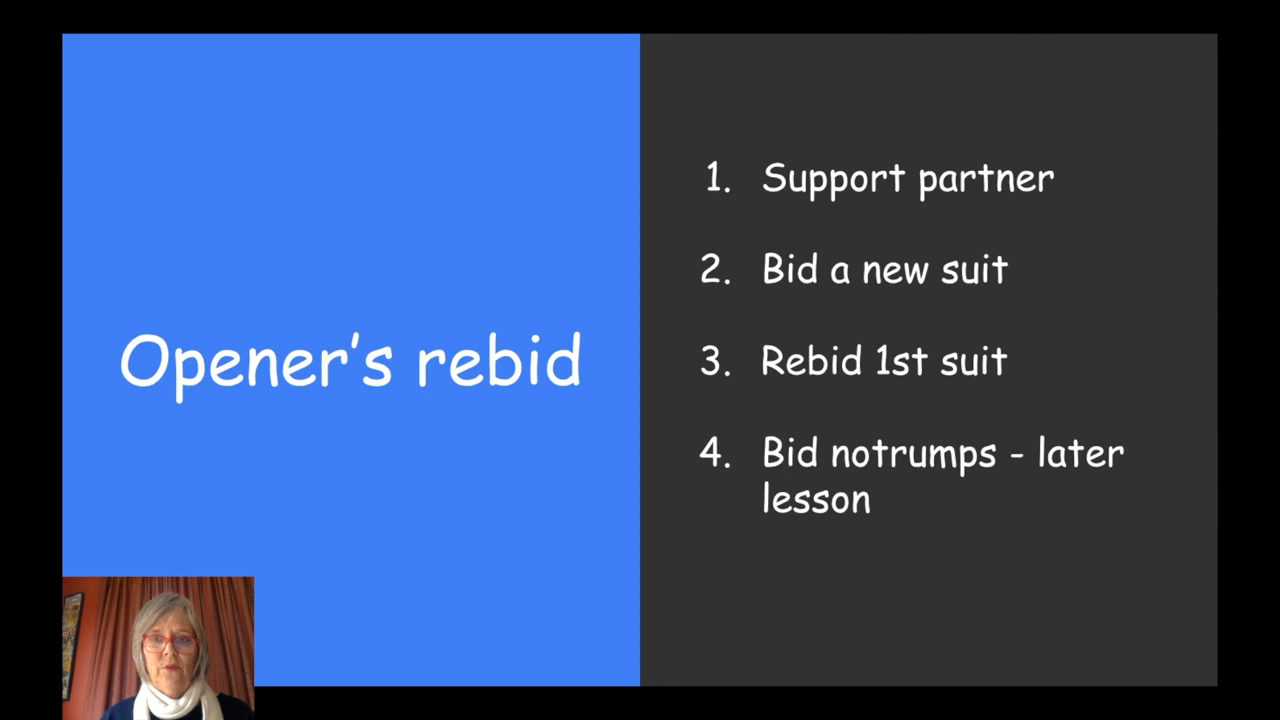 Opener's rebid
1. Support partner
2. Bid a new suit
3. Rebid 1st suit
4. Bid notrumps - later
lesson